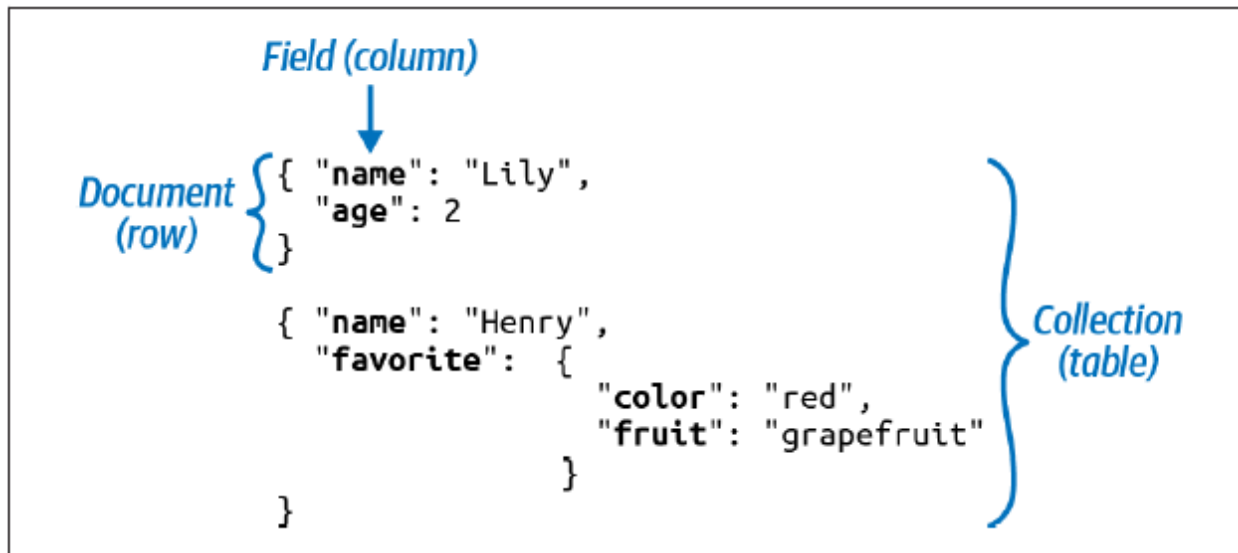 Field (column)
Document
(row)
{ "name": "Lily",
"age": 2
}
{ "name": "Henry",
"favorite": {
"color": "red",
"fruit": "grapefruit"
}
}
Collection
(table)